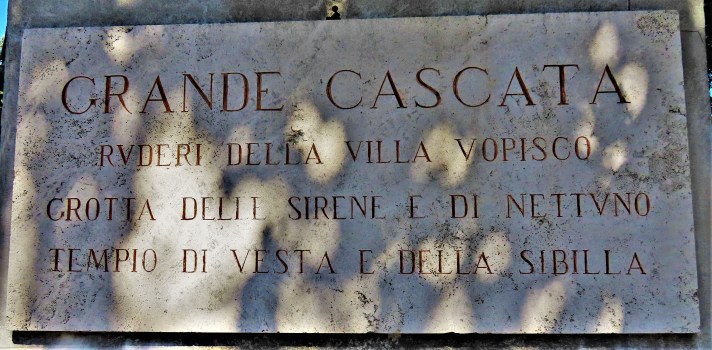 GRANDE CASCATA
RVDERI DELLA VILLA VOPISCO
GROTTA DELLE SIRENE E DI NETTVNO
TEMPIO DI VESTA E DELLA SIBILLA